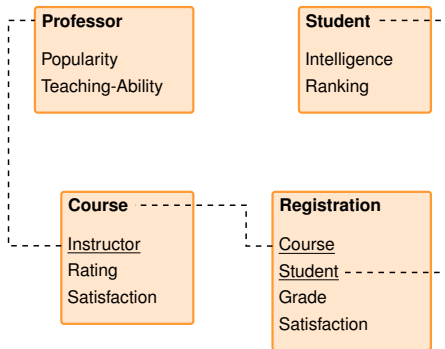 Professor
Popularity
Teaching-Ability
Student
Intelligence
Ranking
Course
Instructor
Rating
Satisfaction
Registration
Course
Student
Grade
Satisfaction